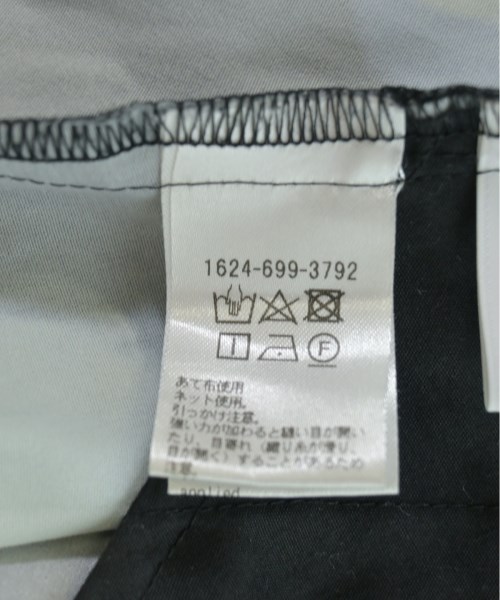 1624-699-3792
F
あて布使用
ネット使用。
引っかけ注意。
強い力が加わると縫い目が開い
たり、目寄れ（織り糸が滑り、
目が開く）することがあるため
注意。
applied